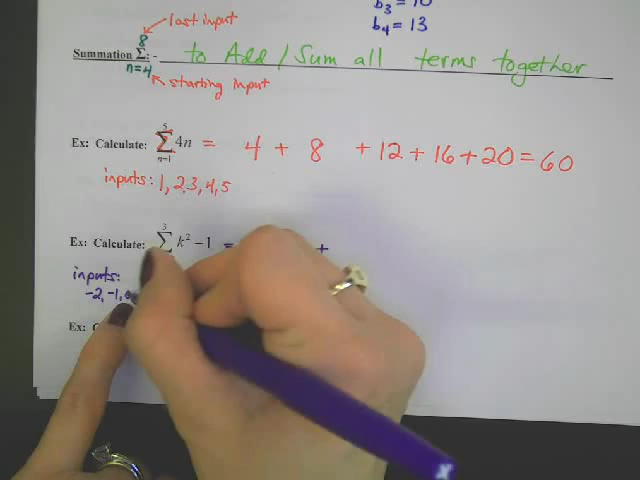 b₃ = 10
b₄ = 13
last input
8
Summation Σ: - to Add / Sum all terms together
n=4
starting input
5
Ex: Calculate: Σ 4n = 4 + 8 + 12 + 16 + 20 = 60
n=1
inputs: 1, 2, 3, 4, 5
3
Ex: Calculate: Σ k² - 1 = +
inputs:
-2, -1, 0
Ex: